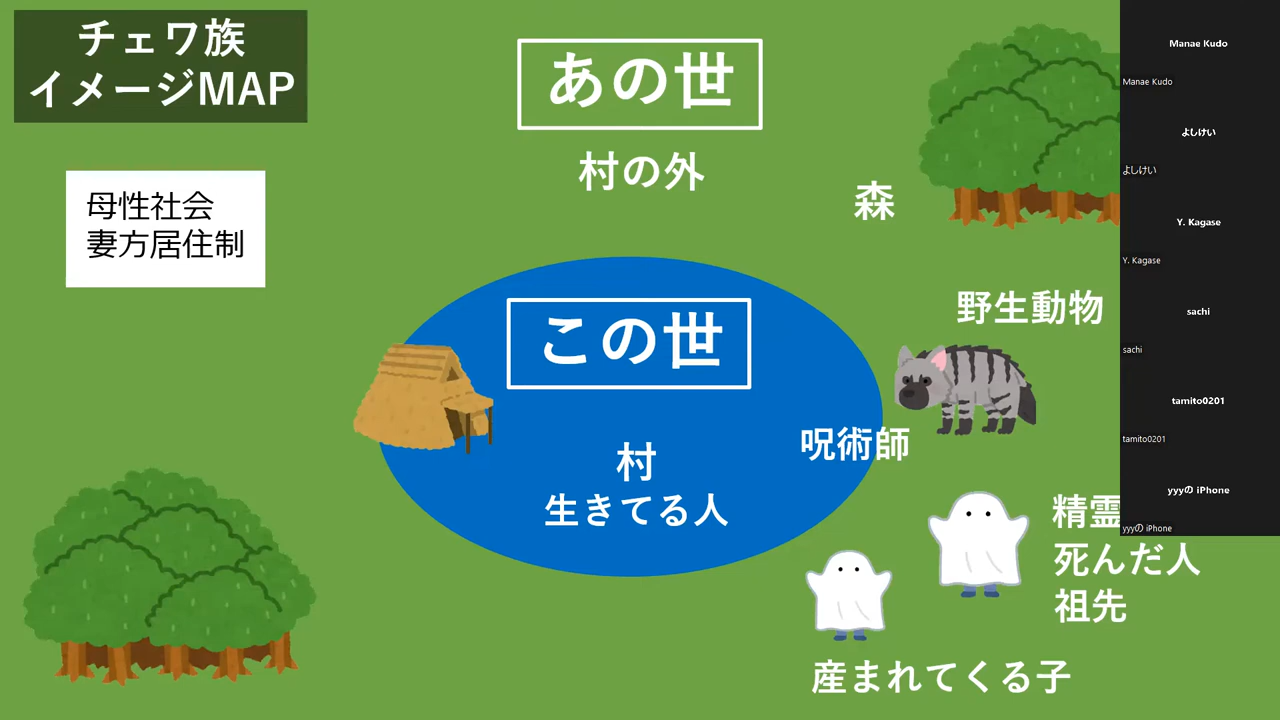 チェワ族
イメージMAP
母性社会
妻方居住制
あの世
村の外
森
野生動物
この世
村
生きてる人
呪術師
精霊
死んだ人
祖先
産まれてくる子
Manae Kudo
Manae Kudo
よしけい
よしけい
Y. Kagase
Y. Kagase
sachi
sachi
tamito0201
tamito0201
yyyの iPhone
yyyの iPhone